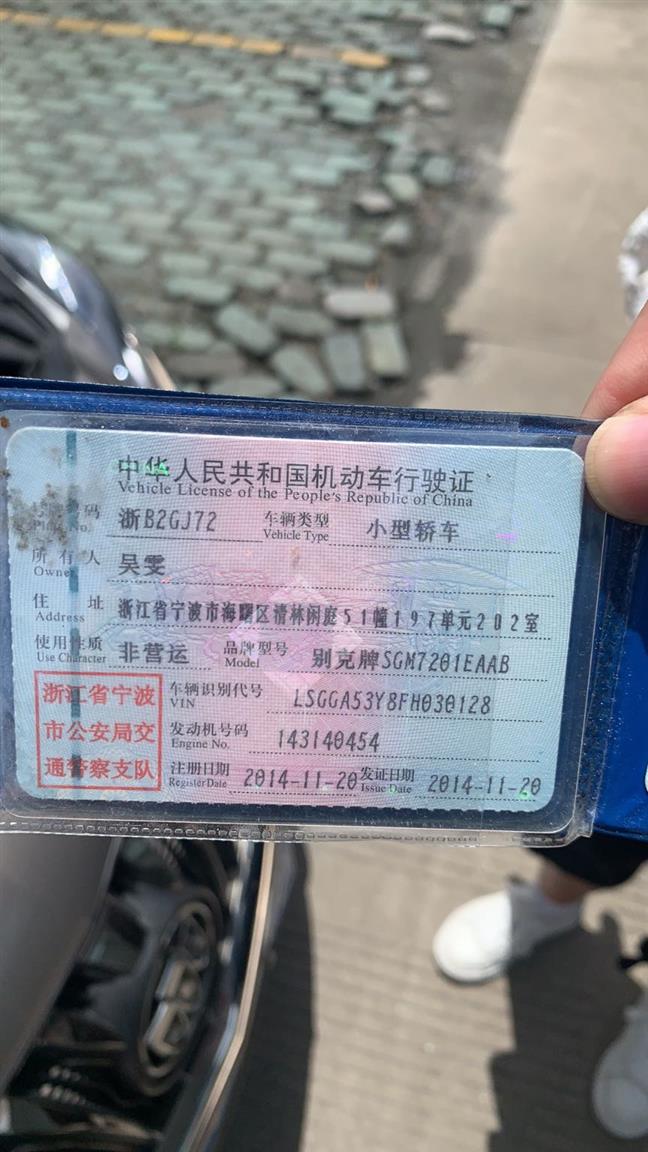 中华人民共和国机动车行驶证
Vehicle License of the People's Republic of China
号牌号码 浙B2GJ72 车辆类型 小型轿车
Plate No. Vehicle Type
所有人 吴雯
Owner
住址 浙江省宁波市海曙区清林闲庭51幢197单元202室
Address
使用性质 非营运 品牌型号 别克牌SGM7201EAAB
Use Character Model
浙江省宁波
市公安局交
通警察支队
车辆识别代号 LSGGA53Y8FH030128
VIN
发动机号码 143140454
Engine No.
注册日期 2014-11-20 发证日期 2014-11-20
Register Date Issue Date